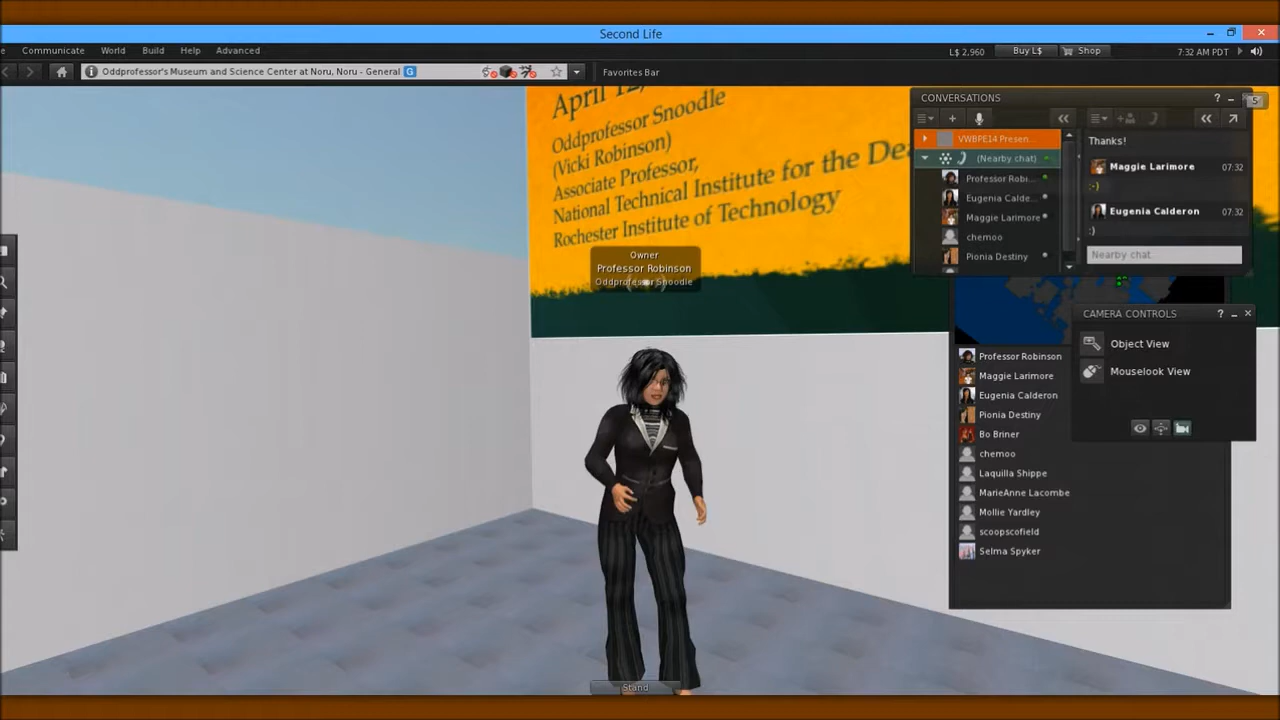 Second Life
Communicate World Build Help Advanced
L$ 2,960 Buy L$ Shop 7:32 AM PDT
Oddprofessor's Museum and Science Center at Noru, Noru - General G
Favorites Bar
April 12,
Oddprofessor Snoodle
(Vicki Robinson)
Associate Professor,
National Technical Institute for the Dea
Rochester Institute of Technology
Owner
Professor Robinson
Oddprofessor Snoodle
Stand
CONVERSATIONS ?
VWBPE14 Presen...
(Nearby chat)
Professor Robi...
Eugenia Calde...
Maggie Larimore
chemoo
Pionia Destiny
Thanks!
Maggie Larimore 07:32
:-)
Eugenia Calderon 07:32
:)
Nearby chat
5
CAMERA CONTROLS ?
Object View
Mouselook View
Professor Robinson
Maggie Larimore
Eugenia Calderon
Pionia Destiny
Bo Briner
chemoo
Laquilla Shippe
MarieAnne Lacombe
Mollie Yardley
scoopscofield
Selma Spyker